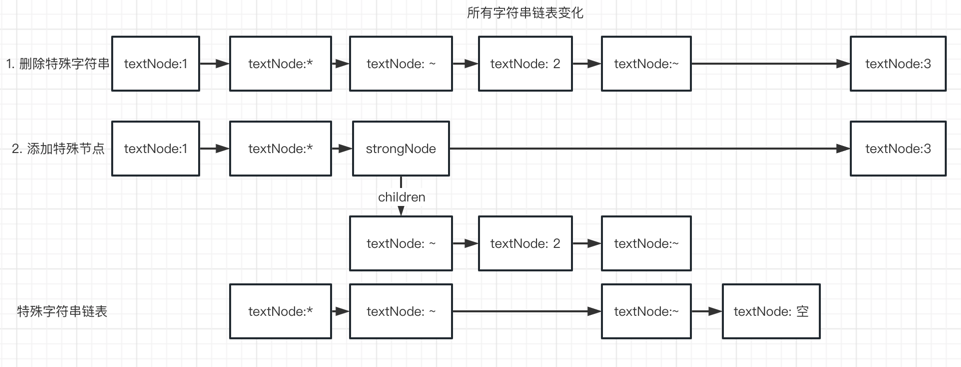 所有字符串链表变化
1. 删除特殊字符串 textNode:1 textNode:* textNode: ~ textNode: 2 textNode:~ textNode:3
2. 添加特殊节点 textNode:1 textNode:* strongNode textNode:3
children
textNode: ~ textNode: 2 textNode:~
特殊字符串链表 textNode:* textNode: ~ textNode:~ textNode: 空